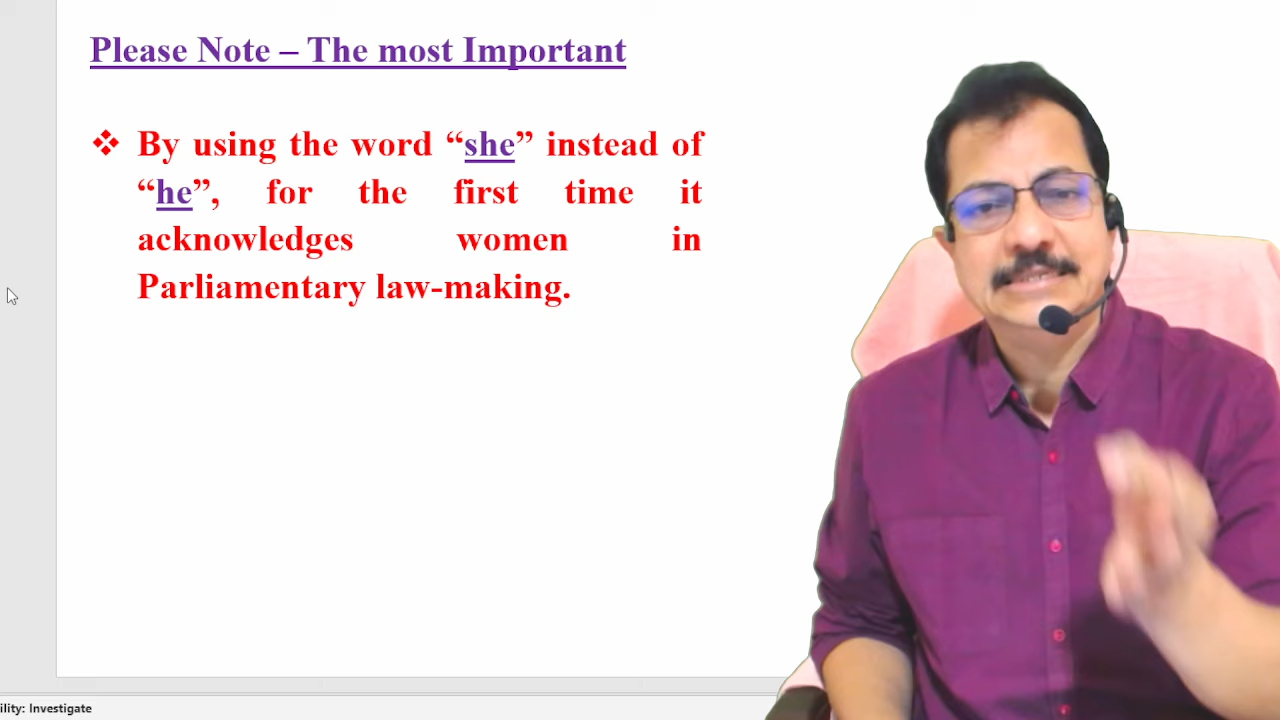 Please Note – The most Important
❖ By using the word “she” instead of
“he”, for the first time it
acknowledges women in
Parliamentary law-making.
ility: Investigate